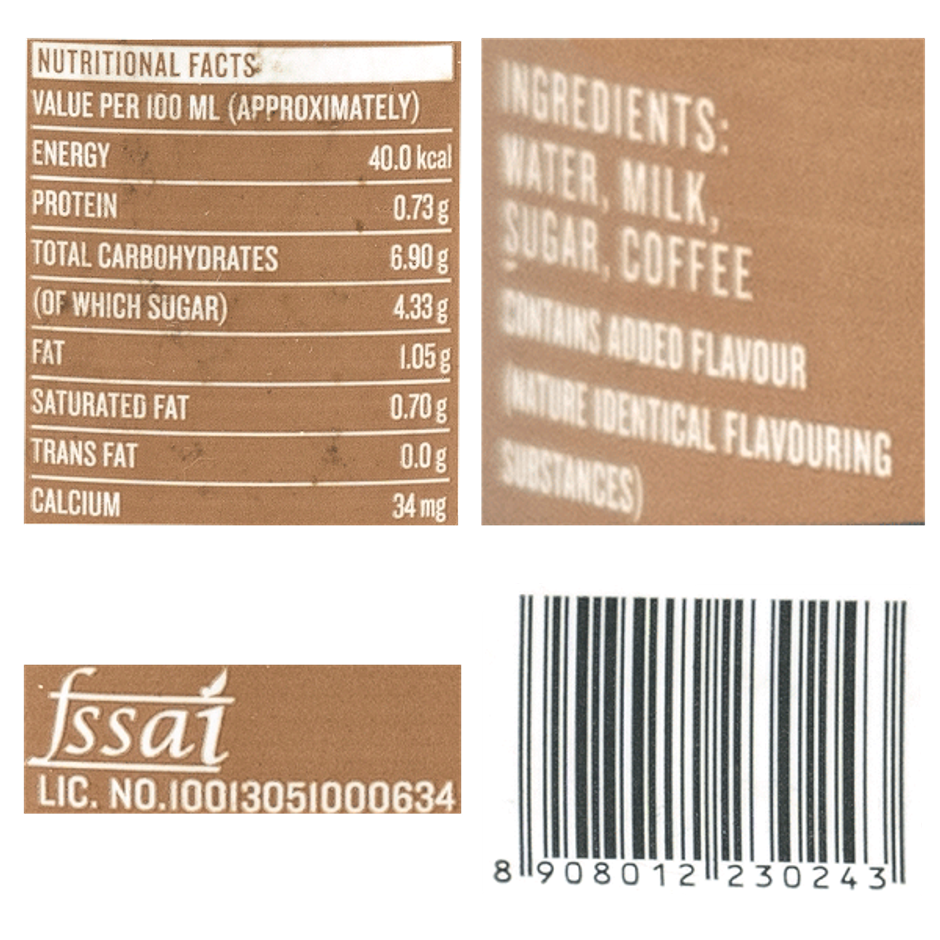 NUTRITIONAL FACTS
VALUE PER 100 ML (APPROXIMATELY)
ENERGY 40.0 kcal
PROTEIN 0.73 g
TOTAL CARBOHYDRATES 6.90 g
(OF WHICH SUGAR) 4.33 g
FAT 1.05 g
SATURATED FAT 0.70 g
TRANS FAT 0.0 g
CALCIUM 34 mg
INGREDIENTS:
WATER, MILK,
SUGAR, COFFEE
CONTAINS ADDED FLAVOUR
(NATURE IDENTICAL FLAVOURING
SUBSTANCES)
fssai
LIC. NO.10013051000634
8 908012 230243